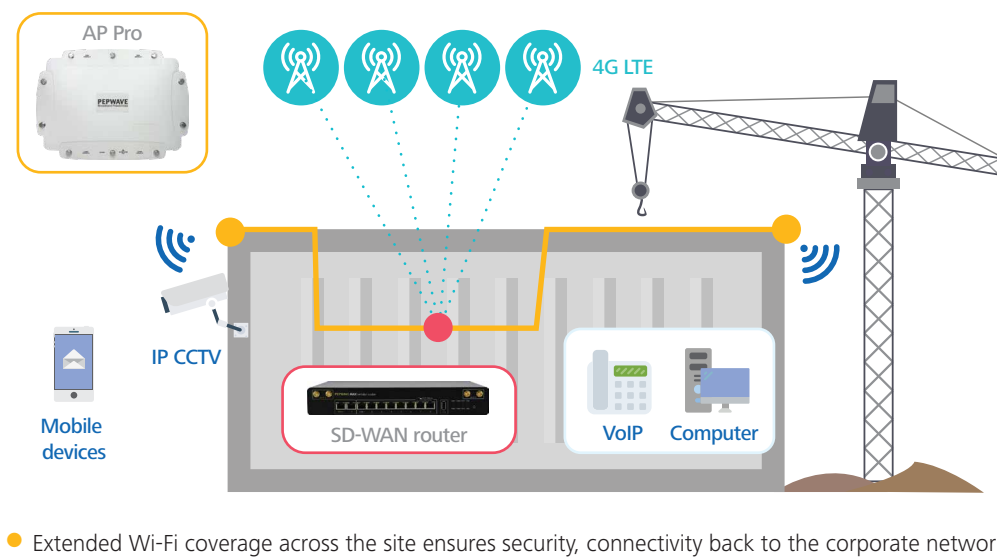 AP Pro
PEPWAVE
4G LTE
IP CCTV
Mobile
devices
SD-WAN router
VoIP
Computer
Extended Wi-Fi coverage across the site ensures security, connectivity back to the corporate networ